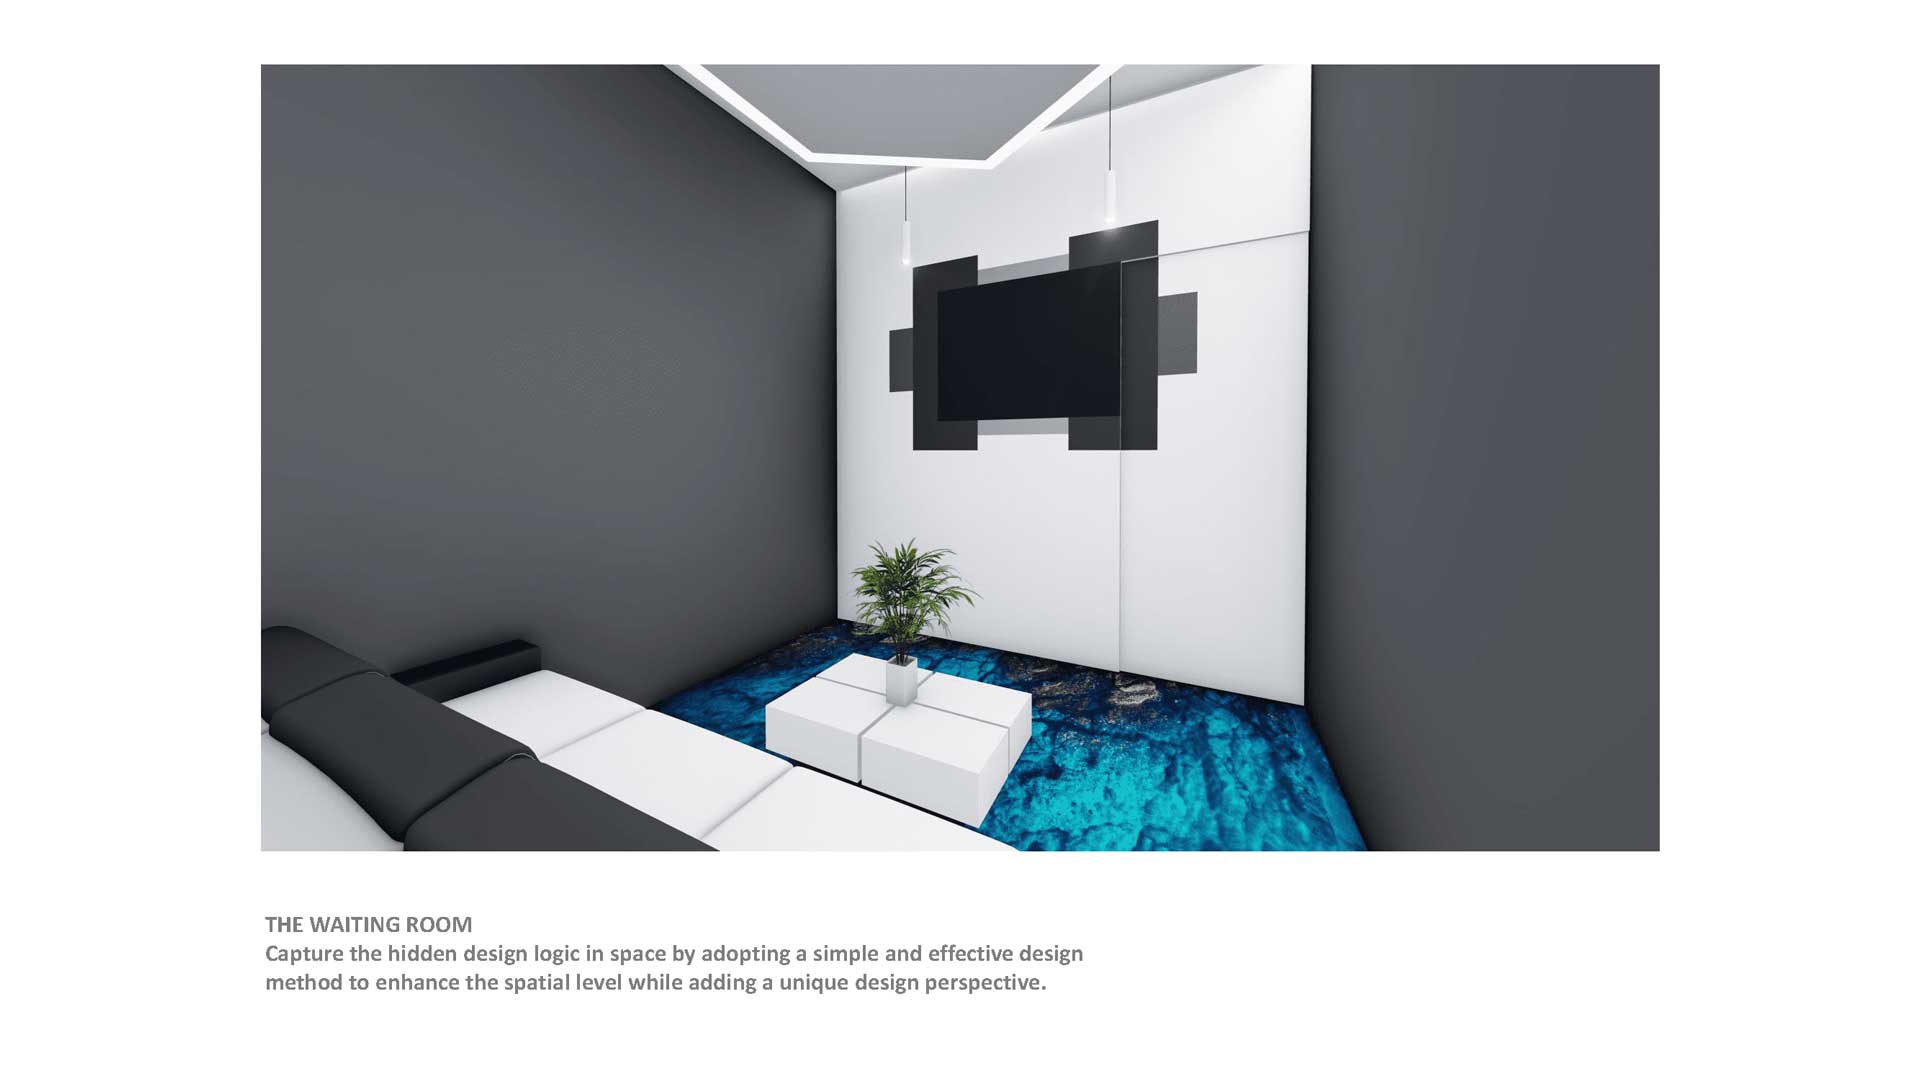 THE WAITING ROOM
Capture the hidden design logic in space by adopting a simple and effective design
method to enhance the spatial level while adding a unique design perspective.